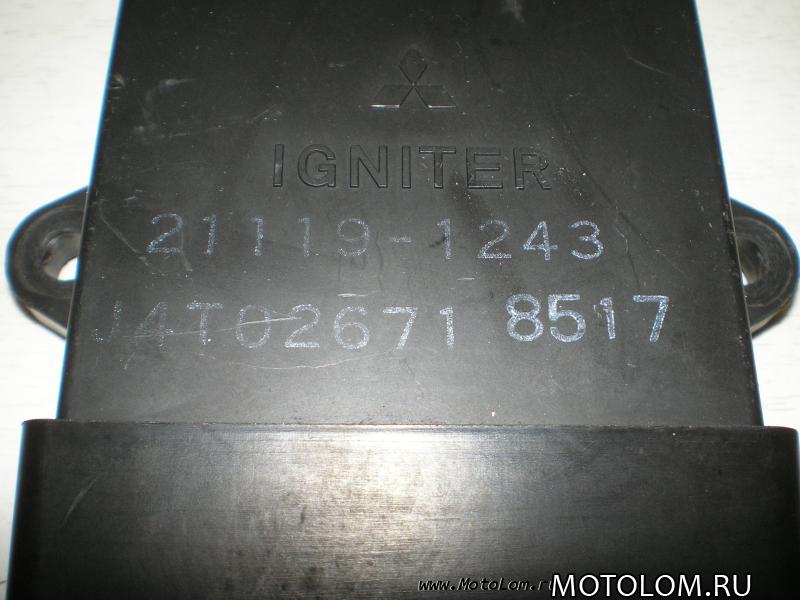 IGNITER
21119-1243
J4T02671 8517
www.MotoLom.ru
MOTOLOM.RU